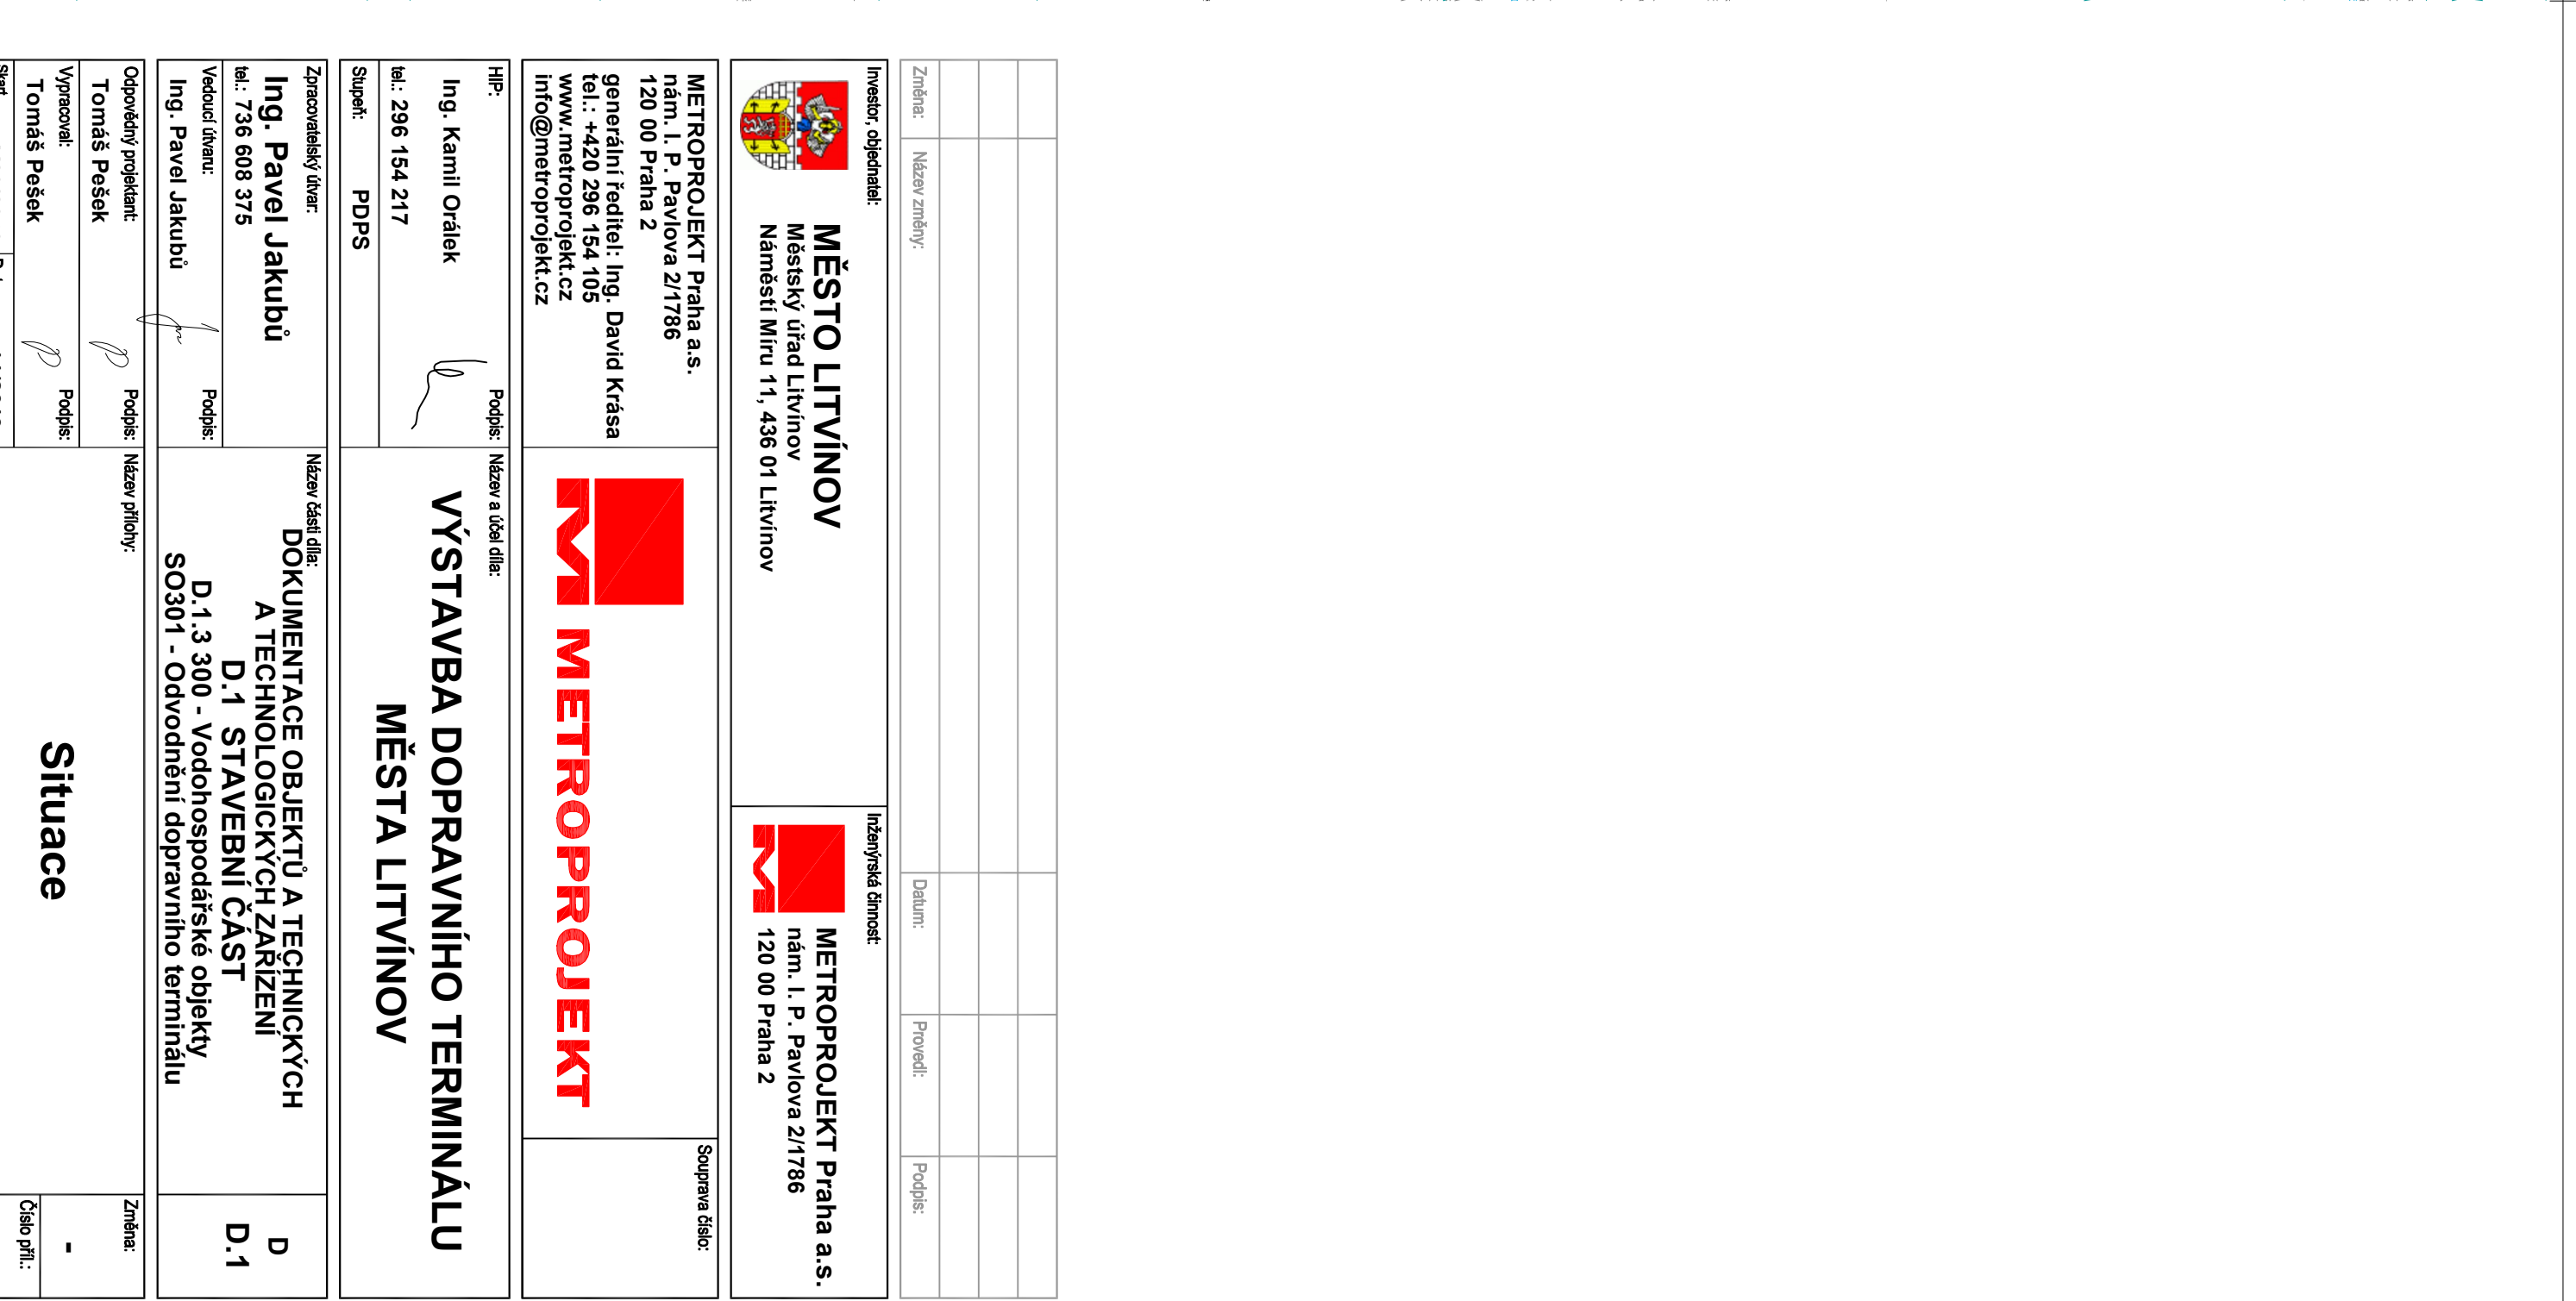 Změna:
Název změny:
Datum:
Provedl:
Podpis:
Investor, objednatel:
MĚSTO LITVÍNOV
Městský úřad Litvínov
Náměstí Míru 11, 436 01 Litvínov
Inženýrská činnost:
METROPROJEKT Praha a.s.
nám. I. P. Pavlova 2/1786
120 00 Praha 2
METROPROJEKT Praha a.s.
nám. I. P. Pavlova 2/1786
120 00 Praha 2
generální ředitel: Ing. David Krása
tel.: +420 296 154 105
www.metroprojekt.cz
info@metroprojekt.cz
METROPROJEKT
Souprava číslo:
HIP:
Podpis:
Ing. Kamil Orálek
tel.: 296 154 217
Stupeň:
PDPS
Název a účel díla:
VÝSTAVBA DOPRAVNÍHO TERMINÁLU
MĚSTA LITVÍNOV
Zpracovatelský útvar:
Ing. Pavel Jakubů
tel.: 736 608 375
Vedoucí útvaru:
Podpis:
Ing. Pavel Jakubů
Název části díla:
DOKUMENTACE OBJEKTŮ A TECHNICKÝCH
A TECHNOLOGICKÝCH ZAŘÍZENÍ
D.1 STAVEBNÍ ČÁST
D.1.3 300 - Vodohospodářské objekty
SO301 - Odvodnění dopravního terminálu
D
D.1
Odpovědný projektant:
Podpis:
Tomáš Pešek
Vypracoval:
Podpis:
Tomáš Pešek
Název přílohy:
Situace
Změna:
-
Číslo příl.: